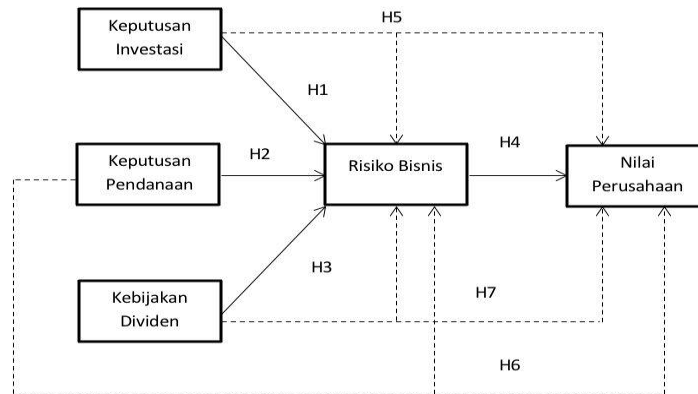 H5
Keputusan
Investasi
H1
Keputusan
Pendanaan
H2
Risiko Bisnis
H4
Nilai
Perusahaan
H3
Kebijakan
Dividen
H7
H6